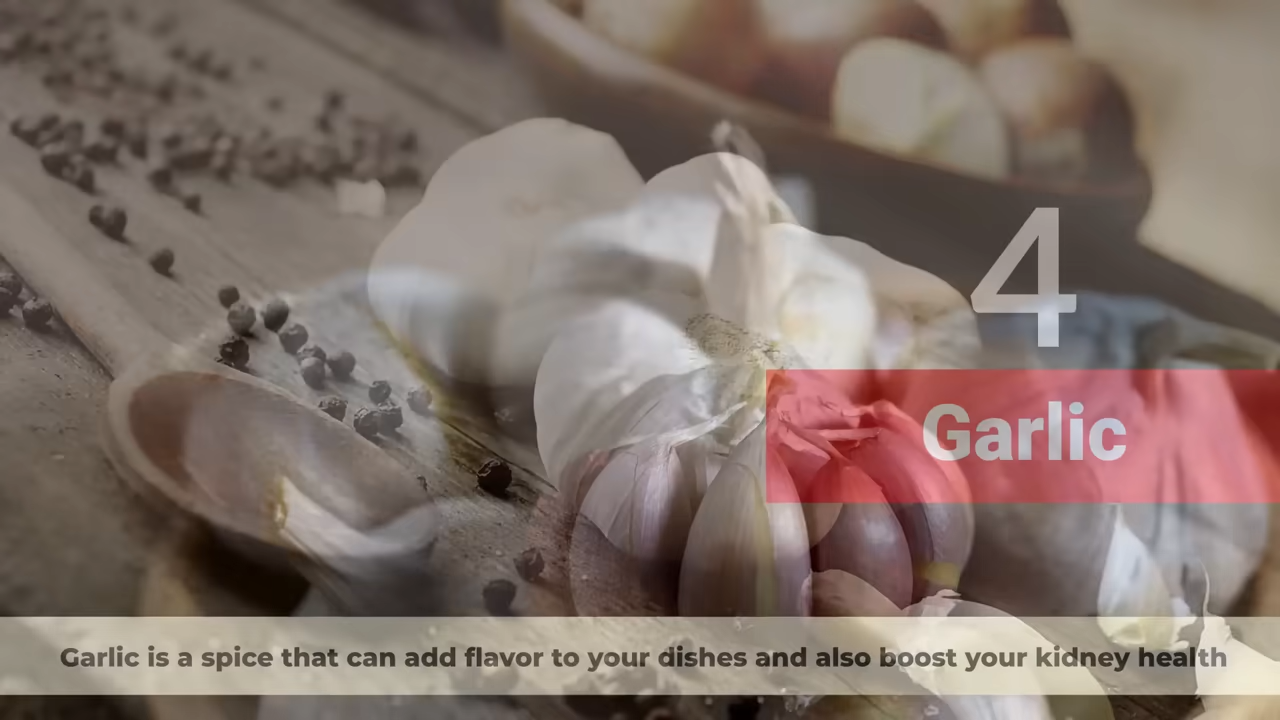 4
Garlic
Garlic is a spice that can add flavor to your dishes and also boost your kidney health